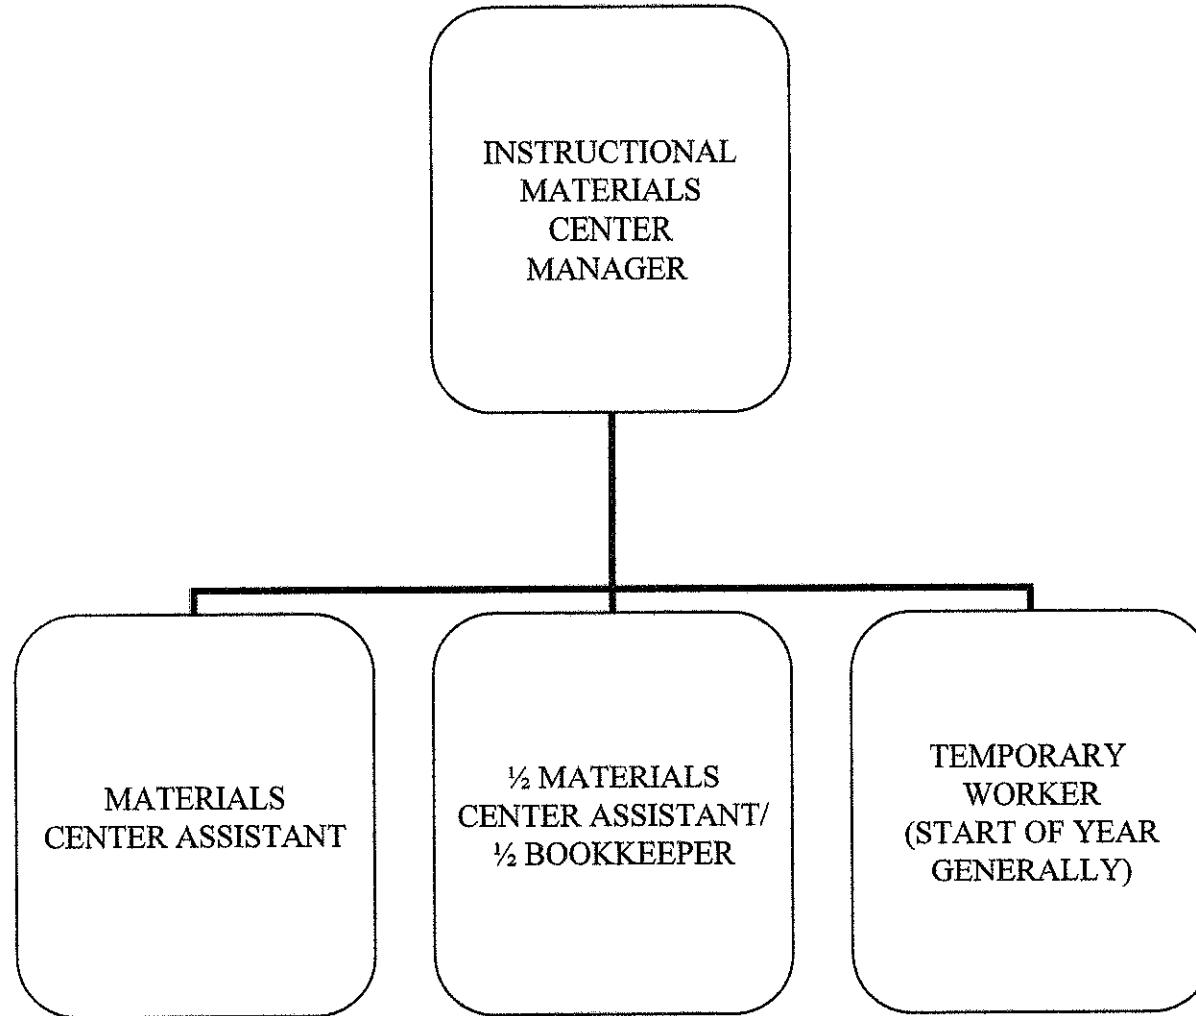 INSTRUCTIONAL
MATERIALS
CENTER
MANAGER
MATERIALS
CENTER ASSISTANT
½ MATERIALS
CENTER ASSISTANT/
½ BOOKKEEPER
TEMPORARY
WORKER
(START OF YEAR
GENERALLY)